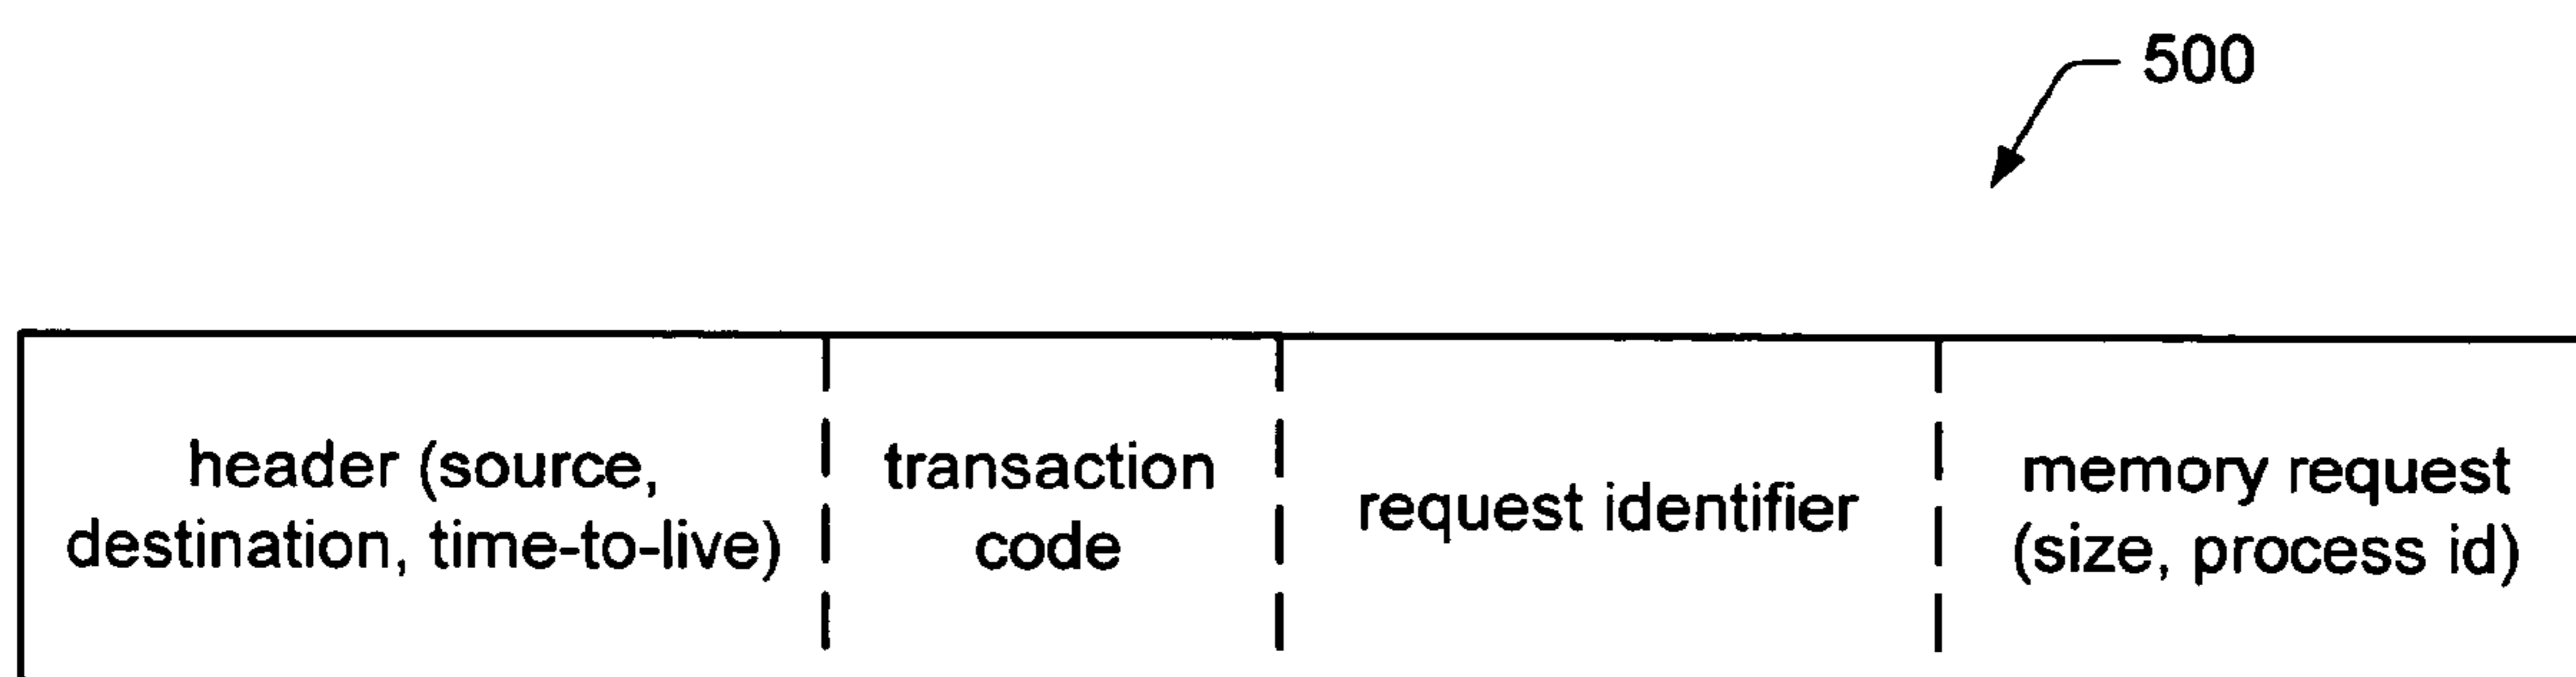 500
header (source,
destination, time-to-live)
transaction
code
request identifier
memory request
(size, process id)